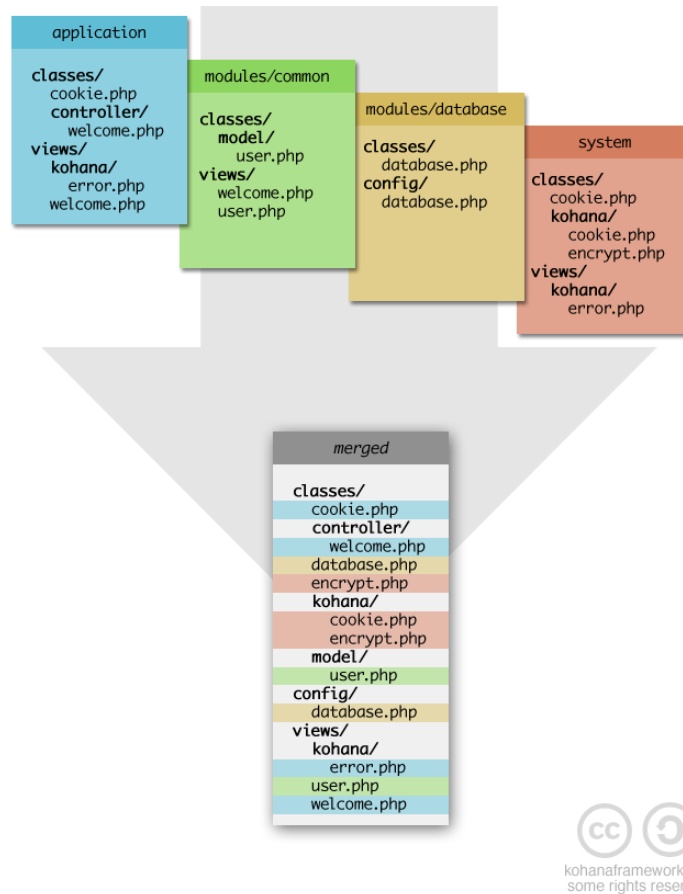 application
classes/
cookie.php
controller/
welcome.php
views/
kohana/
error.php
welcome.php
modules/common
classes/
model/
user.php
views/
welcome.php
user.php
modules/database
classes/
database.php
config/
database.php
system
classes/
cookie.php
kohana/
cookie.php
encrypt.php
views/
kohana/
error.php
merged
classes/
cookie.php
controller/
welcome.php
database.php
encrypt.php
kohana/
cookie.php
encrypt.php
model/
user.php
config/
database.php
views/
kohana/
error.php
user.php
welcome.php
cc
kohanaframework
some rights reser